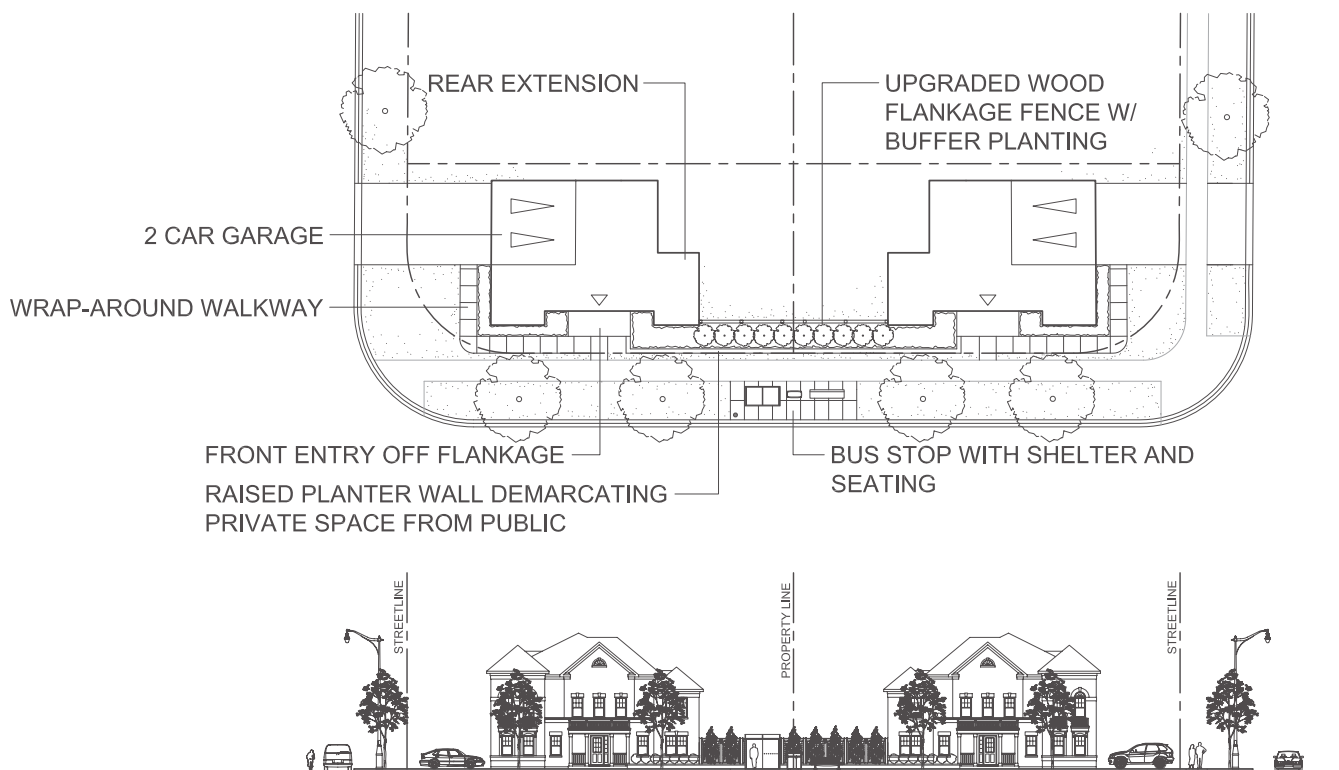 REAR EXTENSION
UPGRADED WOOD
FLANKAGE FENCE W/
BUFFER PLANTING
2 CAR GARAGE
WRAP-AROUND WALKWAY
FRONT ENTRY OFF FLANKAGE
RAISED PLANTER WALL DEMARCATING
PRIVATE SPACE FROM PUBLIC
BUS STOP WITH SHELTER AND
SEATING
STREETLINE
PROPERTY LINE
STREETLINE